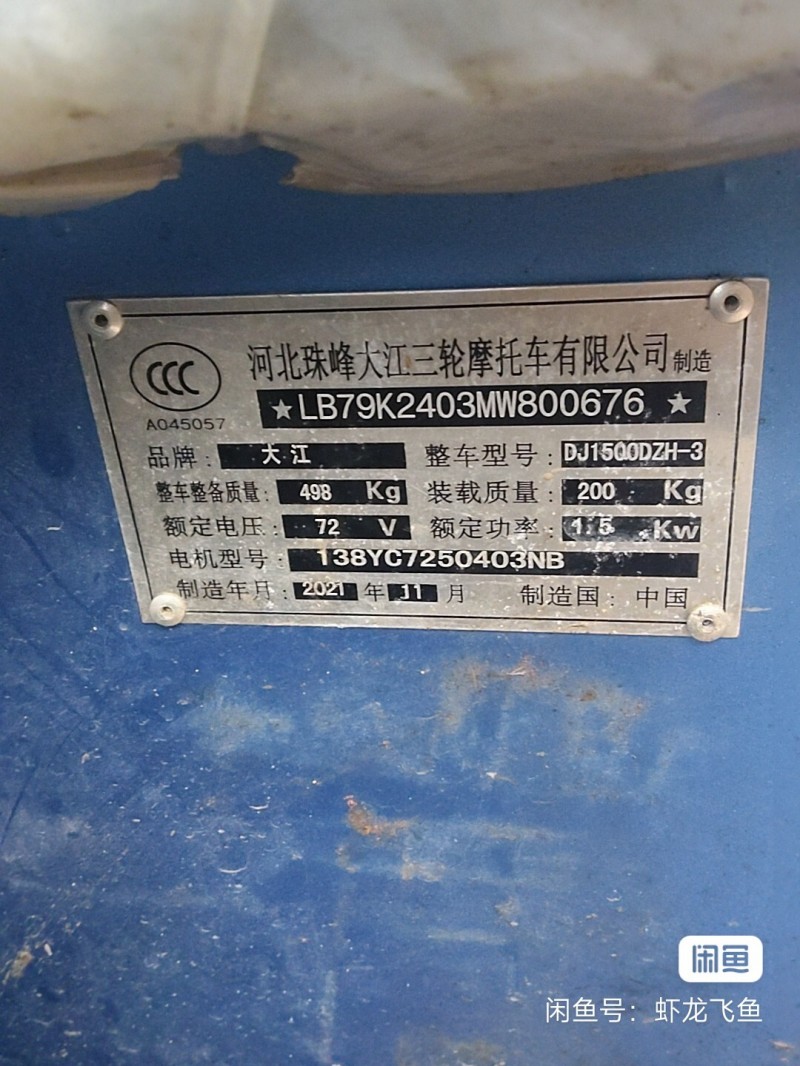 CCC
A045057
河北珠峰大江三轮摩托车有限公司 制造
★LB79K2403MW800676★
品牌：大江 整车型号：DJ1500DZH-3
整车整备质量：498 Kg 装载质量：200 Kg
额定电压：72 V 额定功率：1.5 Kw
电机型号：138YC7250403NB
制造年月：2021 年 11 月 制造国：中国
闲鱼
闲鱼号：虾龙飞鱼